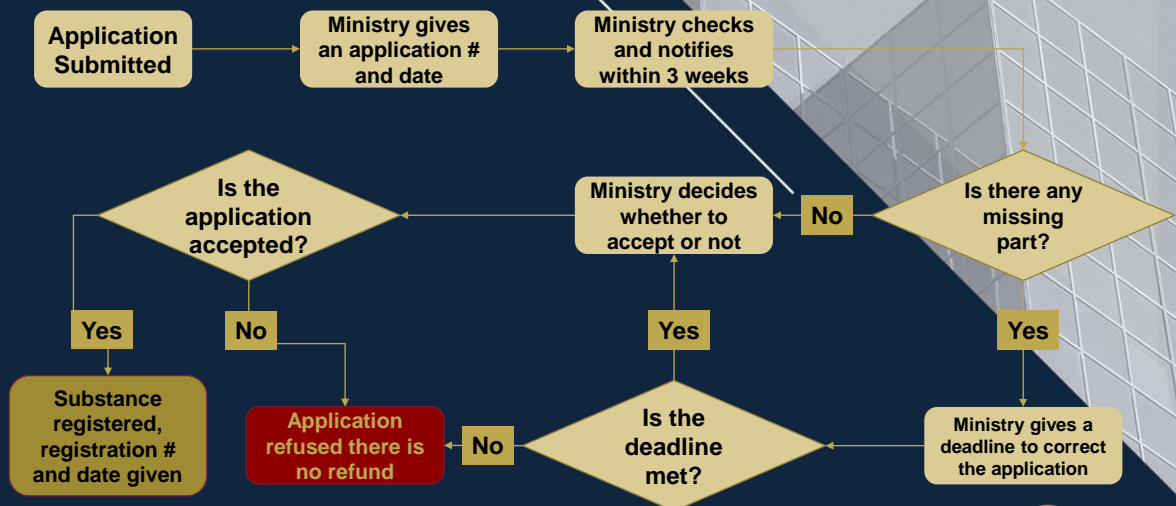 Application
Submitted
Ministry gives
an application #
and date
Ministry checks
and notifies
within 3 weeks
Is there any
missing
part?
No
Ministry decides
whether to
accept or not
Is the
application
accepted?
Yes
No
Yes
Yes
Substance
registered,
registration #
and date given
Application
refused there is
no refund
No
Is the
deadline
met?
Ministry gives a
deadline to correct
the application